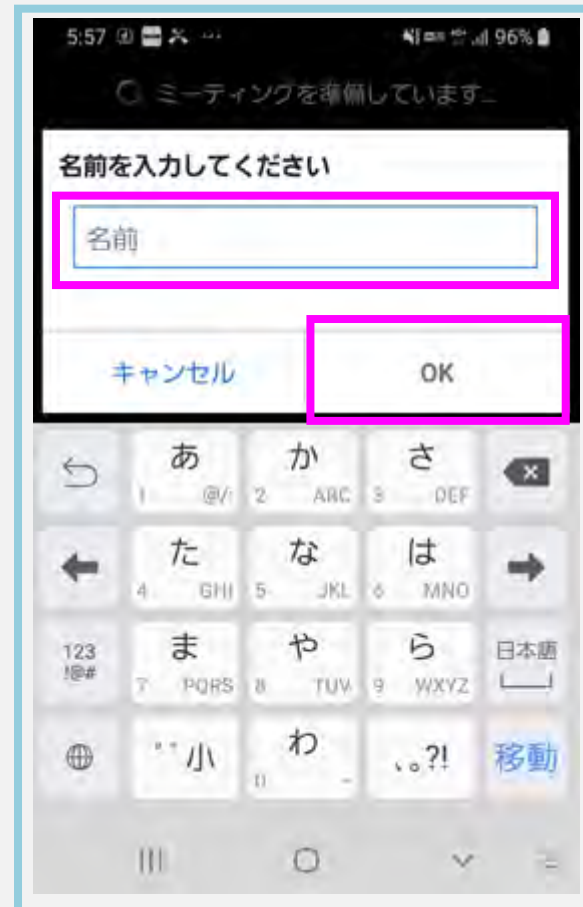 5:57 96%
ミーティングを準備しています...
名前を入力してください
名前
キャンセル OK
あ か さ
1 @/: 2 ABC 3 DEF
た な は
4 GHI 5 JKL 6 MNO
123 ま や ら 日本語
!@# 7 PQRS 8 TUV 9 WXYZ
゛゜小 わ 、。?! 移動